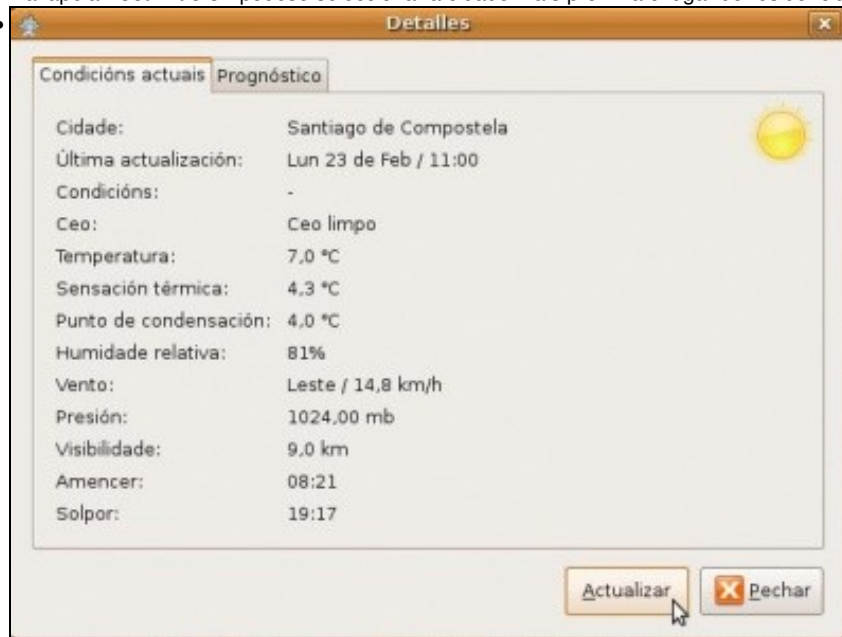 Detalles
Condicións actuais Prognóstico
Cidade: Santiago de Compostela
Última actualización: Lun 23 de Feb / 11:00
Condicións: -
Ceo: Ceo limpo
Temperatura: 7,0 °C
Sensación térmica: 4,3 °C
Punto de condensación: 4,0 °C
Humidade relativa: 81%
Vento: Leste / 14,8 km/h
Presión: 1024,00 mb
Visibilidade: 9,0 km
Amencer: 08:21
Solpor: 19:17
Actualizar Pechar